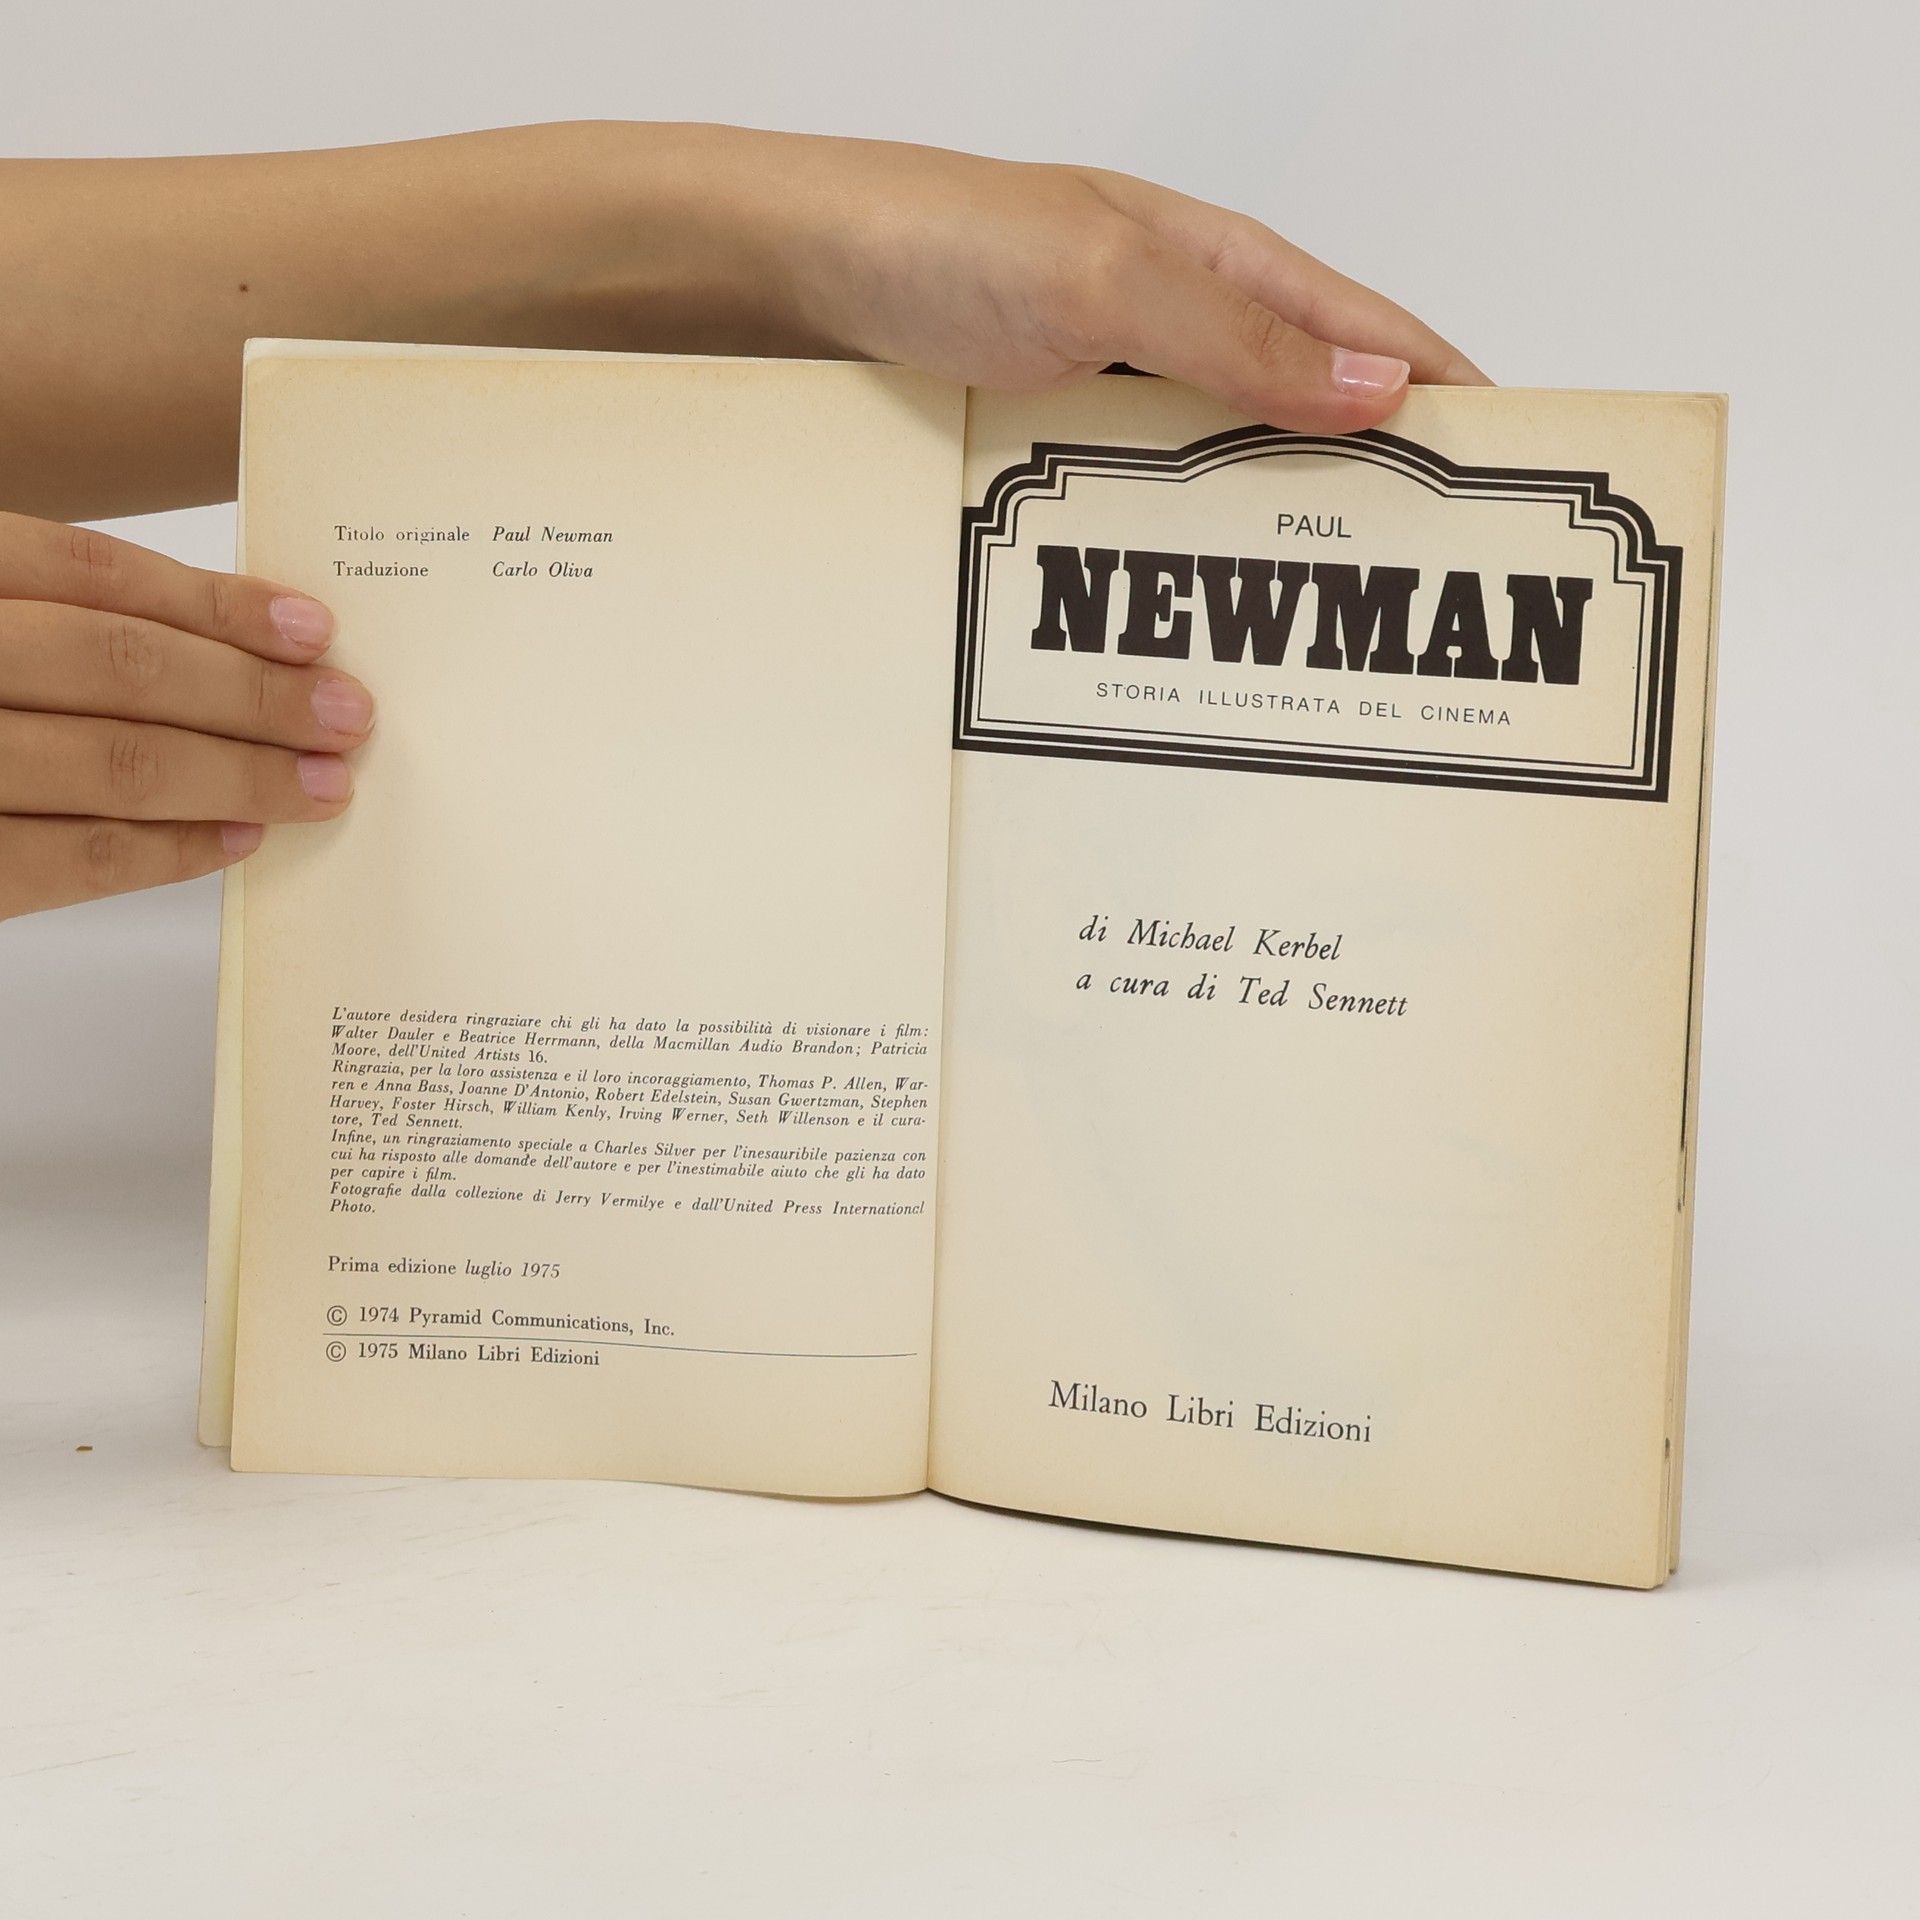 Titolo originale Paul Newman
Traduzione Carlo Oliva
L'autore desidera ringraziare chi gli ha dato la possibilità di visionare i film:
Walter Dauler e Beatrice Herrmann, della Macmillan Audio Brandon; Patricia
Moore, dell'United Artists 16.
Ringrazia, per la loro assistenza e il loro incoraggiamento, Thomas P. Allen, War-
ren e Anna Bass, Joanne D'Antonio, Robert Edelstein, Susan Gwertzman, Stephen
Harvey, Foster Hirsch, William Kenly, Irving Werner, Seth Willenson e il cura-
tore, Ted Sennett.
Infine, un ringraziamento speciale a Charles Silver per l'inesauribile pazienza con
cui ha risposto alle domande dell'autore e per l'inestimabile aiuto che gli ha dato
per capire i film.
Fotografie dalla collezione di Jerry Vermilye e dall'United Press International
Photo.
Prima edizione luglio 1975
© 1974 Pyramid Communications, Inc.
© 1975 Milano Libri Edizioni
PAUL
NEWMAN
STORIA ILLUSTRATA DEL CINEMA
di Michael Kerbel
a cura di Ted Sennett
Milano Libri Edizioni